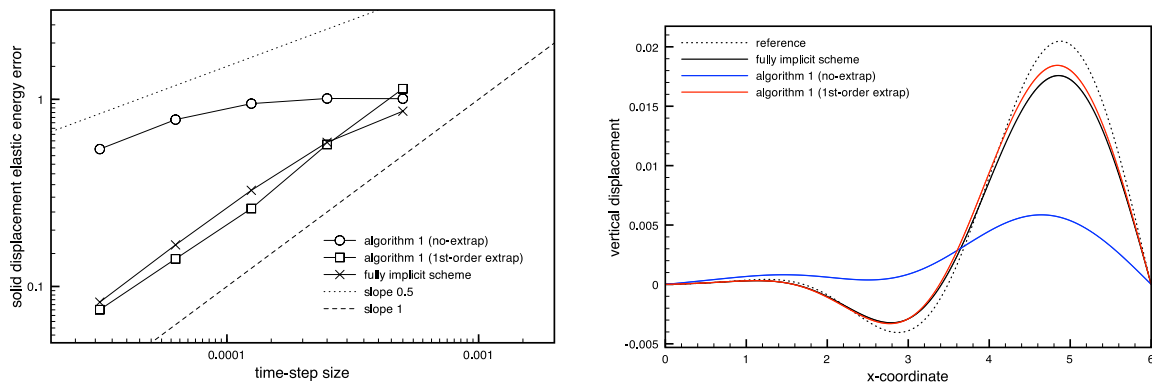 solid displacement elastic energy error
1
0.1
algorithm 1 (no-extrap)
algorithm 1 (1st-order extrap)
fully implicit scheme
slope 0.5
slope 1
0.0001
0.001
time-step size
vertical displacement
0.02
0.015
0.01
0.005
0
-0.005
reference
fully implicit scheme
algorithm 1 (no-extrap)
algorithm 1 (1st-order extrap)
0
1
2
3
4
5
6
x-coordinate